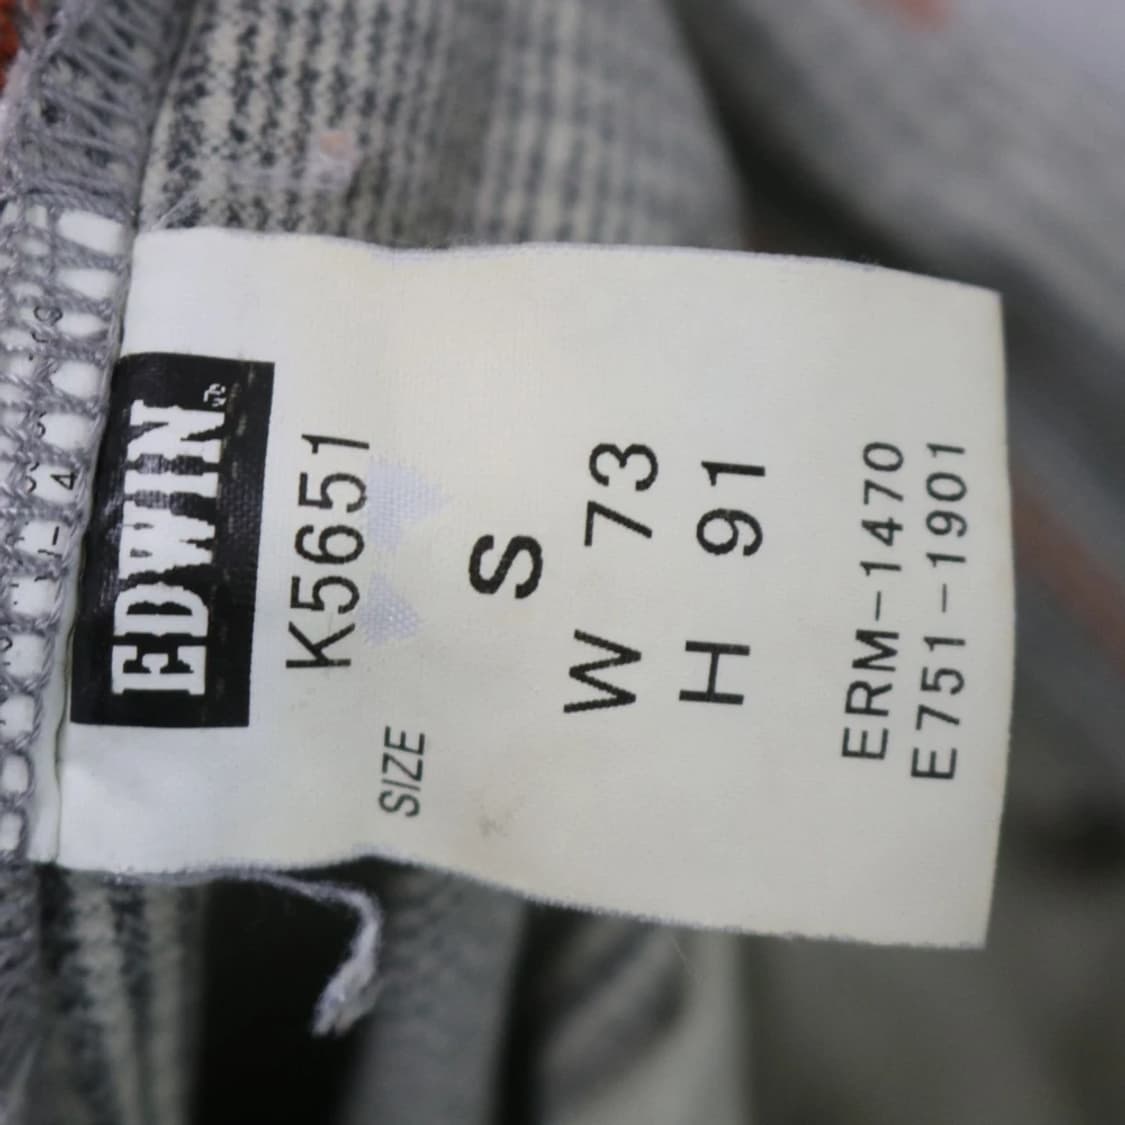 EDWIN
K5651
SIZE
S
W 73
H 91
ERM-1470
E751-1901